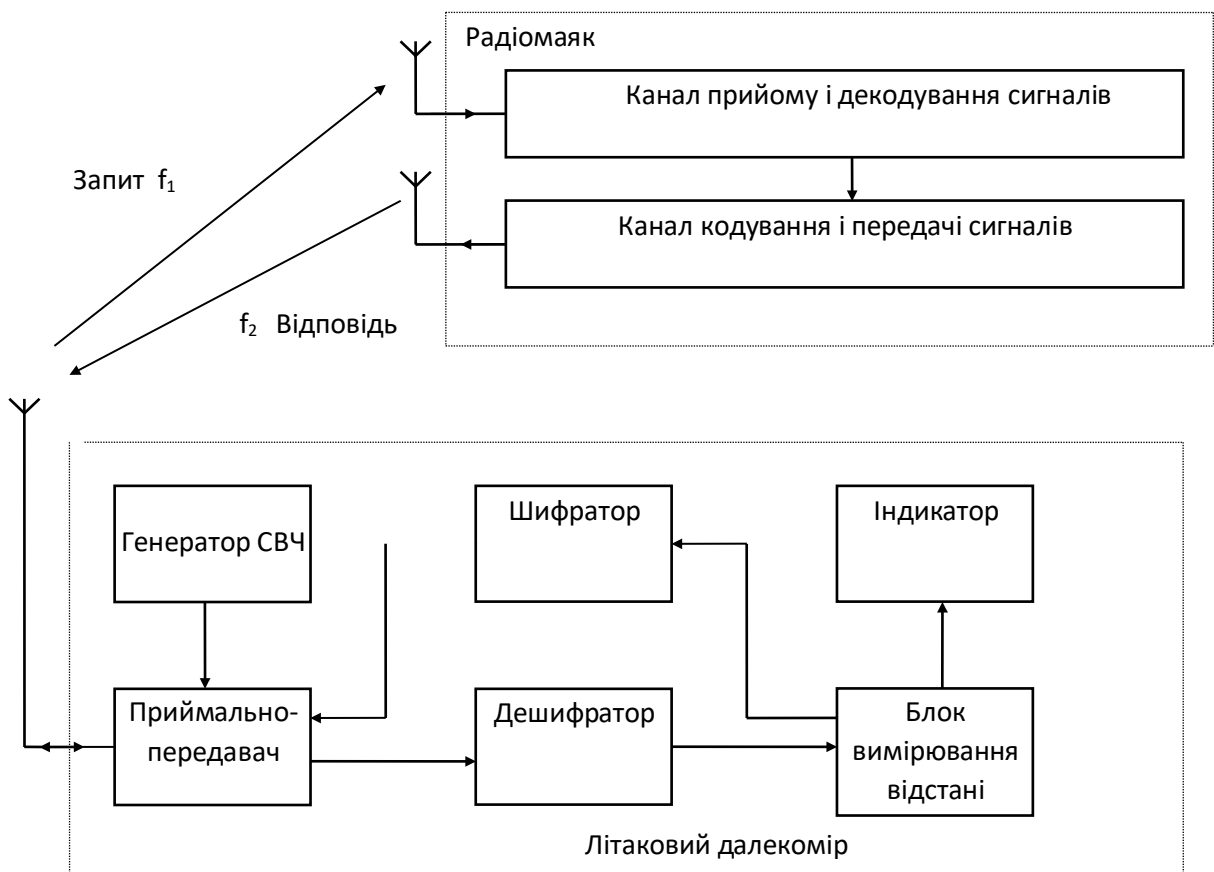 Радіомаяк
Канал прийому і декодування сигналів
Запит f₁
Канал кодування і передачі сигналів
f₂ Відповідь
Генератор СВЧ
Шифратор
Індикатор
Приймально-
передавач
Дешифратор
Блок
вимірювання
відстані
Літаковий далекомір